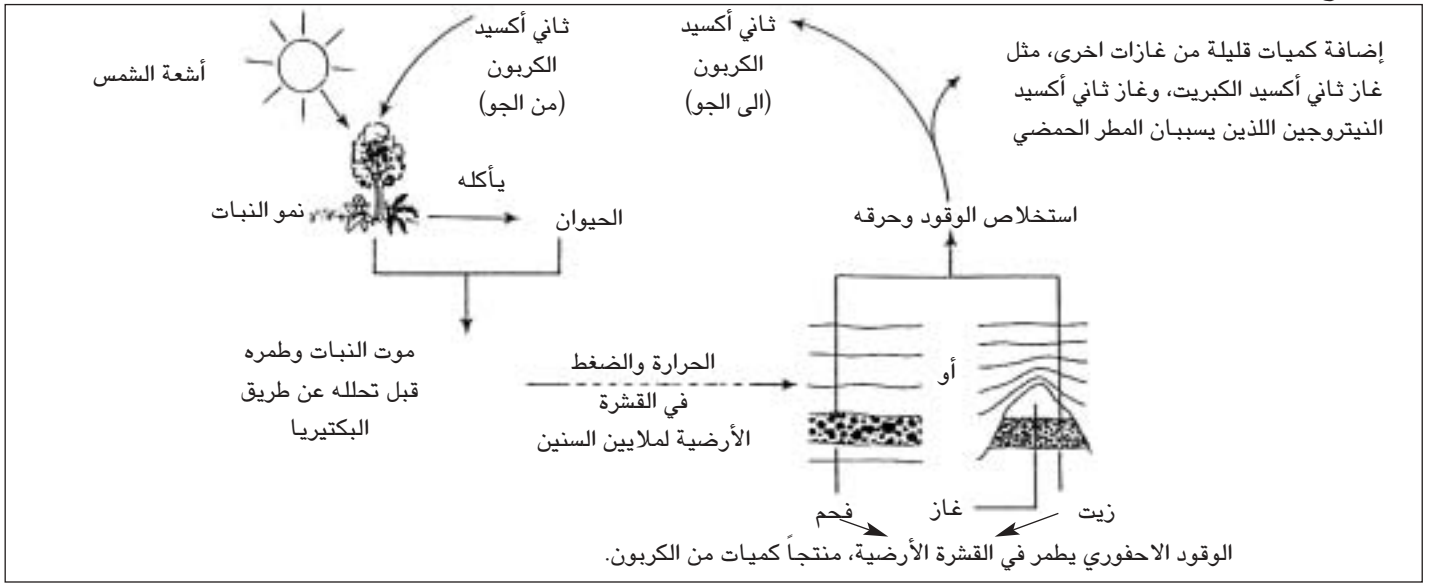 إضافة كميات قليلة من غازات اخرى، مثل
غاز ثاني أكسيد الكبريت، وغاز ثاني أكسيد
النيتروجين اللذين يسببان المطر الحمضي
ثاني أكسيد
الكربون
(الى الجو)
ثاني أكسيد
الكربون
(من الجو)
أشعة الشمس
يأكله
نمو النبات
الحيوان
استخلاص الوقود وحرقه
موت النبات وطمره
قبل تحلله عن طريق
البكتيريا
الحرارة والضغط
في القشرة
الأرضية لملايين السنين
أو
زيت
غاز
فحم
الوقود الاحفوري يطمر في القشرة الأرضية، منتجاً كميات من الكربون.